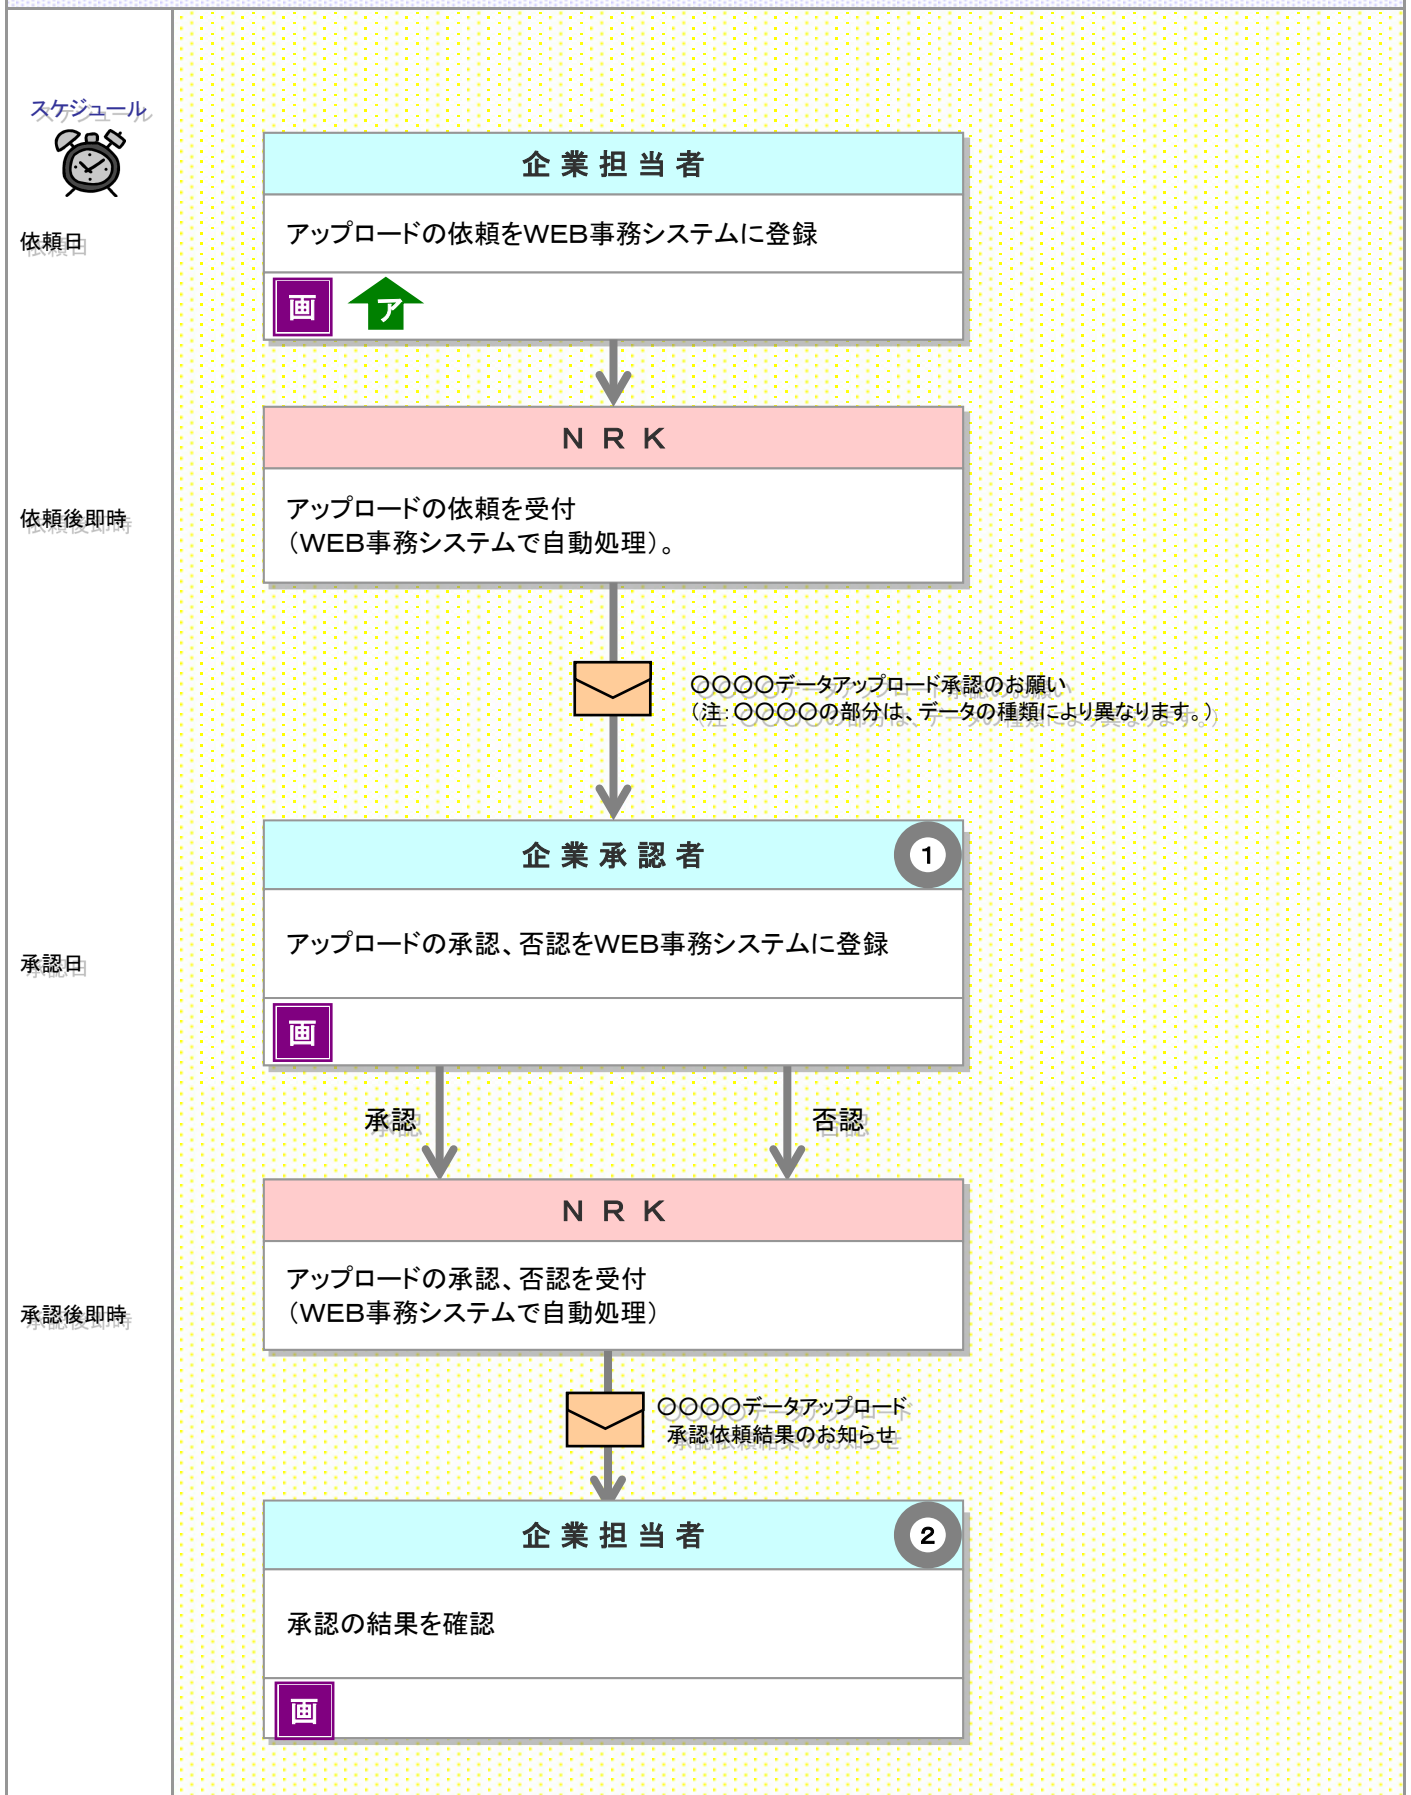 スケジュール
企業担当者
依頼日
アップロードの依頼をWEB事務システムに登録
画
ア
NRK
依頼後即時
アップロードの依頼を受付
（WEB事務システムで自動処理）。
〇〇〇〇データアップロード承認のお願い
（注：〇〇〇〇の部分は、データの種類により異なります。）
企業承認者
1
アップロードの承認、否認をWEB事務システムに登録
承認日
画
承認
否認
NRK
アップロードの承認、否認を受付
（WEB事務システムで自動処理）
承認後即時
〇〇〇〇データアップロード
承認依頼結果のお知らせ
企業担当者
2
承認の結果を確認
画